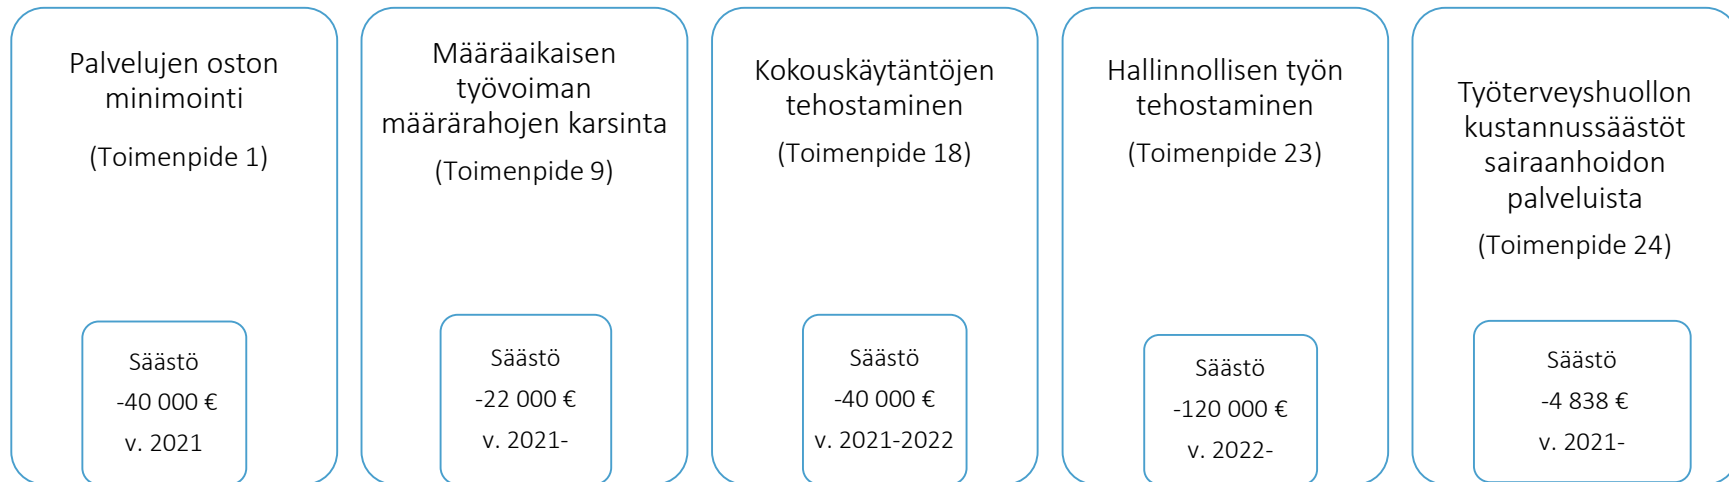 Palvelujen oston
minimointi
(Toimenpide 1)
Säästö
-40 000 €
v. 2021
Määräaikaisen
työvoiman
määrärahojen karsinta
(Toimenpide 9)
Säästö
-22 000 €
v. 2021-
Kokouskäytäntöjen
tehostaminen
(Toimenpide 18)
Säästö
-40 000 €
v. 2021-2022
Hallinnollisen työn
tehostaminen
(Toimenpide 23)
Säästö
-120 000 €
v. 2022-
Työterveyshuollon
kustannussäästöt
sairaanhoidon
palveluista
(Toimenpide 24)
Säästö
-4 838 €
v. 2021-